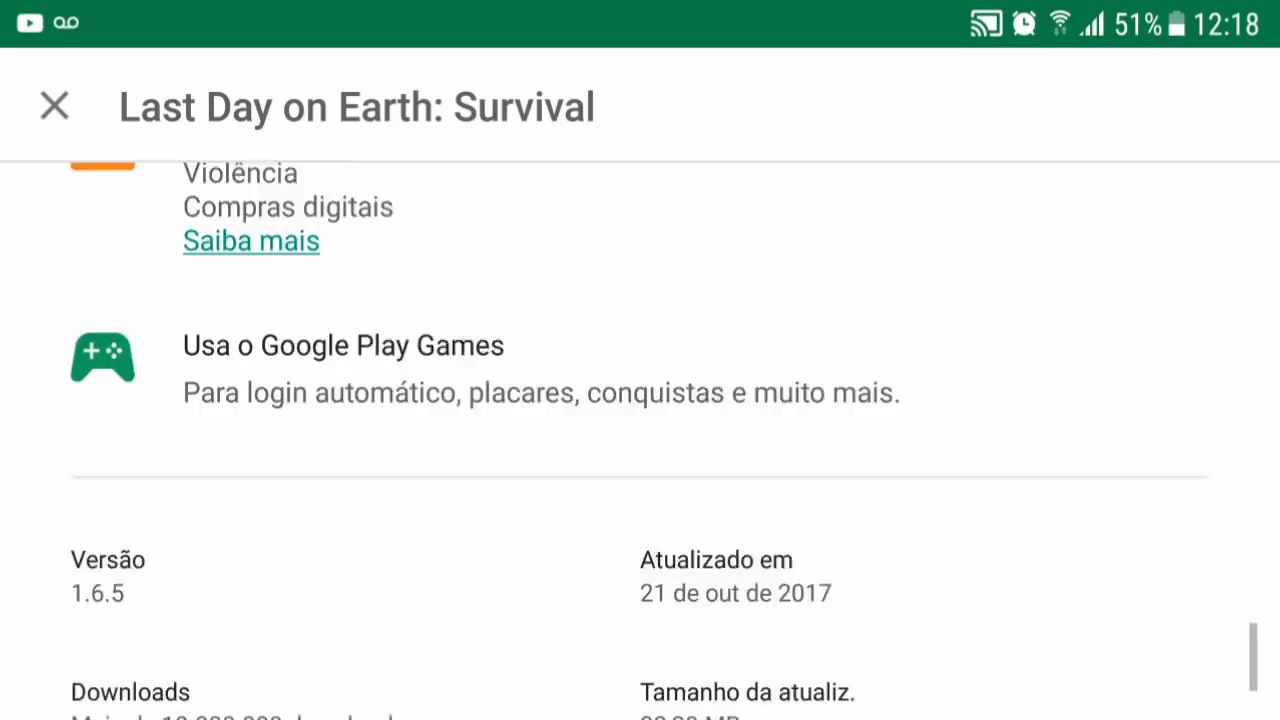 51% 12:18
Last Day on Earth: Survival
Violência
Compras digitais
Saiba mais
Usa o Google Play Games
Para login automático, placares, conquistas e muito mais.
Versão
1.6.5
Atualizado em
21 de out de 2017
Downloads
Tamanho da atualiz.